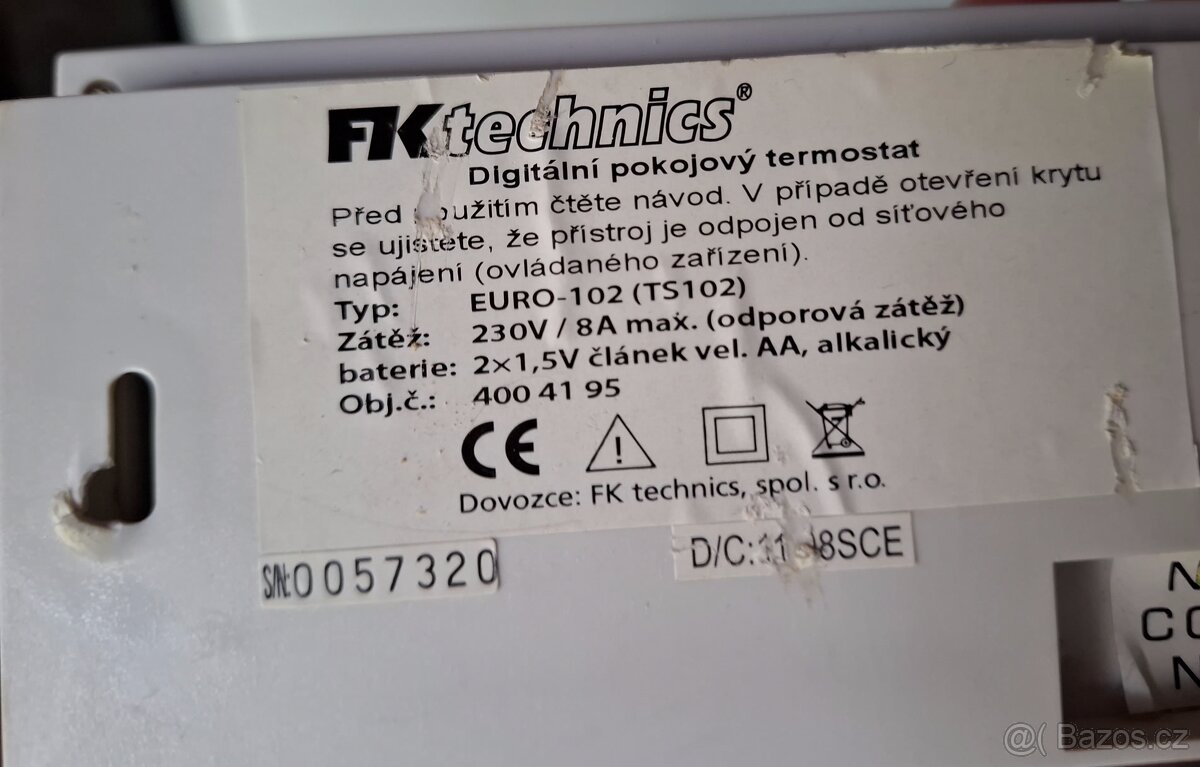 FK technics®
Digitální pokojový termostat
Před použitím čtěte návod. V případě otevření krytu
se ujistete, že přístroj je odpojen od síťového
napájení (ovládaného zařízení).
Typ: EURO-102 (TS102)
Zátěž: 230V / 8A max. (odporová zátěž)
baterie: 2×1,5V článek vel. AA, alkalický
Obj.č.: 400 41 95
CE
Dovozce: FK technics, spol. s r.o.
S/N:0057320
D/C:
N
CO
N
@( Bazos.cz